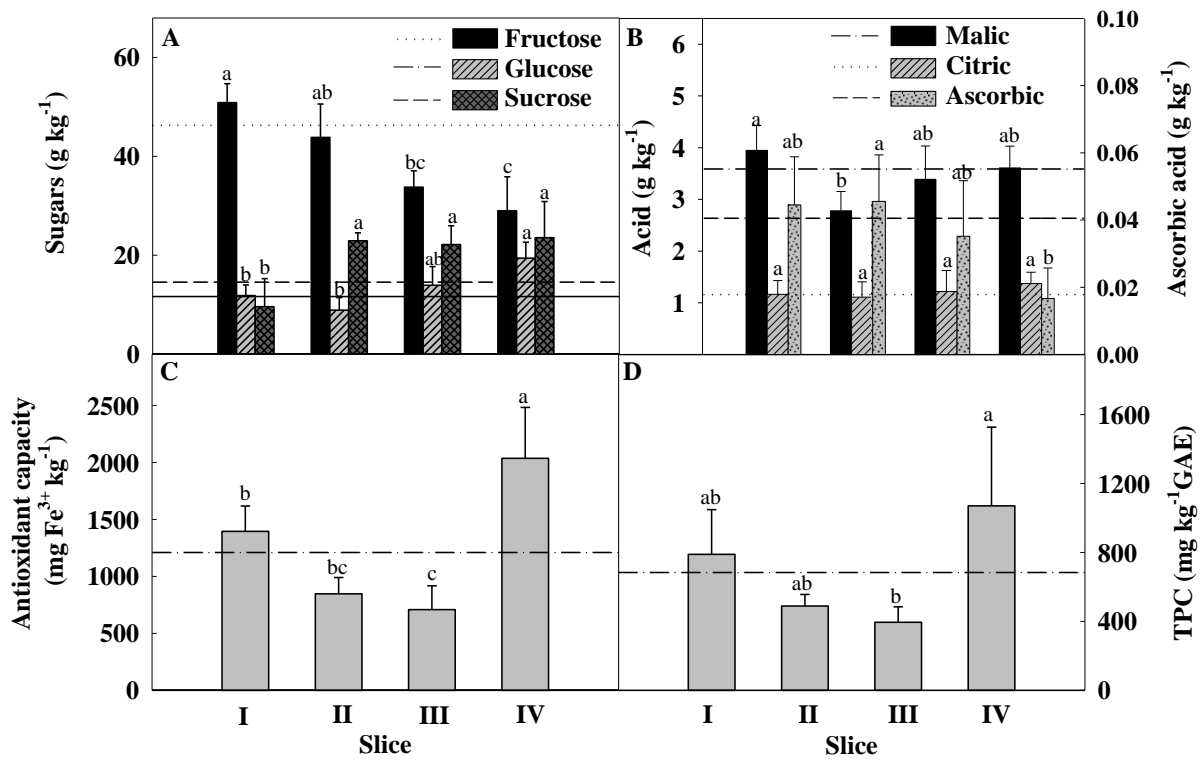 A
Fructose
Glucose
Sucrose
Sugars (g kg⁻¹)
60
40
20
0
a
b
b
ab
b
a
bc
ab
a
c
a
a
B
Malic
Citric
Ascorbic
Acid (g kg⁻¹)
6
5
4
3
2
1
a
a
ab
b
a
a
ab
a
ab
ab
a
b
0.10
0.08
0.06
0.04
0.02
0.00
Ascorbic acid (g kg⁻¹)
C
Antioxidant capacity
(mg Fe³⁺ kg⁻¹)
2500
2000
1500
1000
500
0
b
bc
c
a
I II III IV
Slice
D
ab
ab
b
a
1600
1200
800
400
0
TPC (mg kg⁻¹GAE)
I II III IV
Slice